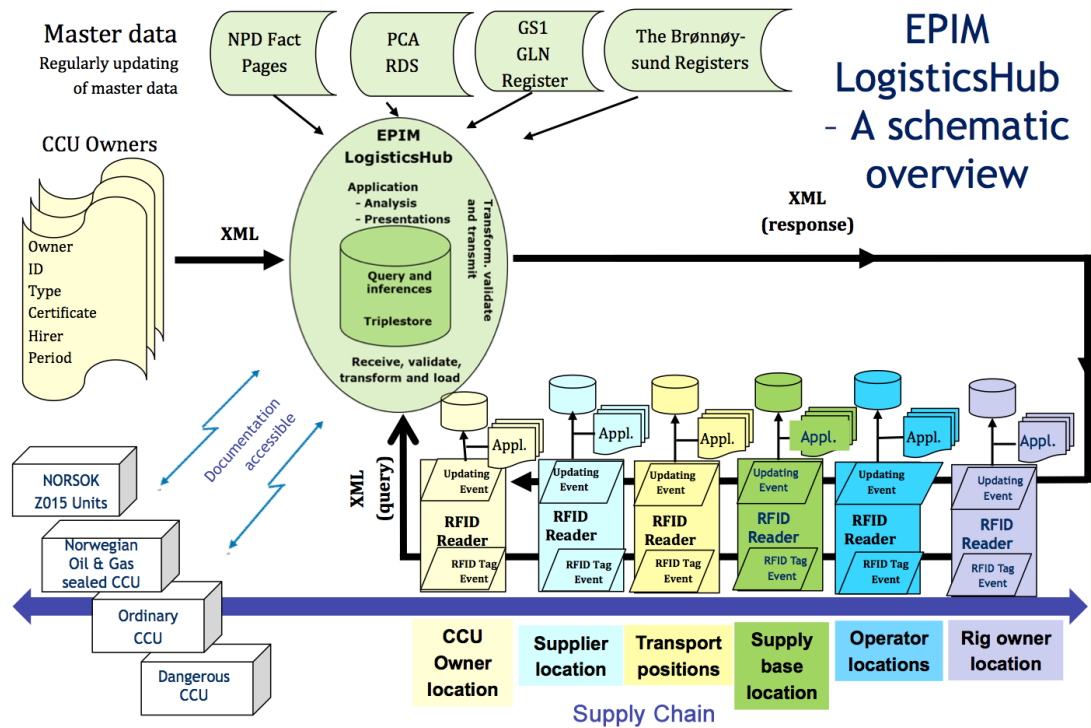 Master data
Regularly updating
of master data
NPD Fact
Pages
PCA
RDS
GS1
GLN
Register
The Brønnøy-
sund Registers
EPIM
LogisticsHub
- A schematic
overview
CCU Owners
Owner
ID
Type
Certificate
Hirer
Period
XML
EPIM
LogisticsHub
Application
- Analysis
- Presentations
Transform. validate
and transmit
Query and
inferences
Triplestore
Receive, validate,
transform and load
XML
(response)
Documentation
accessible
XML
(query)
NORSOK
Z015 Units
Norwegian
Oil & Gas
sealed CCU
Ordinary
CCU
Dangerous
CCU
Appl.
Updating
Event
RFID
Reader
RFID Tag
Event
Appl.
Updating
Event
RFID
Reader
RFID Tag
Event
Appl.
Updating
Event
RFID
Reader
RFID Tag
Event
Appl.
Updating
Event
RFID
Reader
RFID Tag
Event
Appl.
Updating
Event
RFID
Reader
RFID Tag
Event
Appl.
Updating
Event
RFID
Reader
RFID Tag
Event
CCU
Owner
location
Supplier
location
Transport
positions
Supply
base
location
Operator
locations
Rig owner
location
Supply Chain